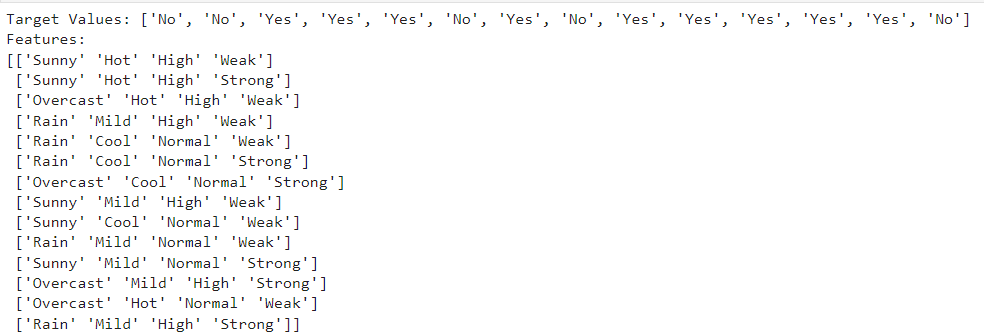 Target Values: ['No', 'No', 'Yes', 'Yes', 'Yes', 'No', 'Yes', 'No', 'Yes', 'Yes', 'Yes', 'Yes', 'Yes', 'No']
Features:
[['Sunny' 'Hot' 'High' 'Weak']
 ['Sunny' 'Hot' 'High' 'Strong']
 ['Overcast' 'Hot' 'High' 'Weak']
 ['Rain' 'Mild' 'High' 'Weak']
 ['Rain' 'Cool' 'Normal' 'Weak']
 ['Rain' 'Cool' 'Normal' 'Strong']
 ['Overcast' 'Cool' 'Normal' 'Strong']
 ['Sunny' 'Mild' 'High' 'Weak']
 ['Sunny' 'Cool' 'Normal' 'Weak']
 ['Rain' 'Mild' 'Normal' 'Weak']
 ['Sunny' 'Mild' 'Normal' 'Strong']
 ['Overcast' 'Mild' 'High' 'Strong']
 ['Overcast' 'Hot' 'Normal' 'Weak']
 ['Rain' 'Mild' 'High' 'Strong']]